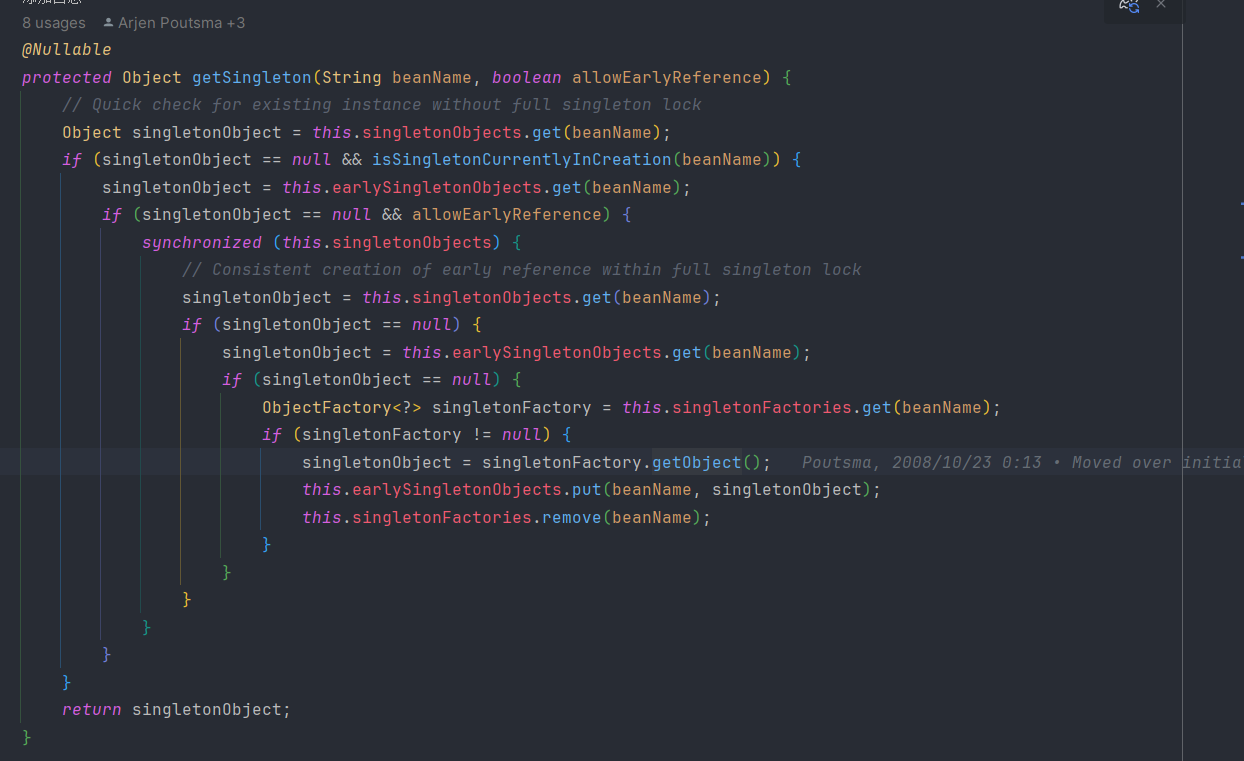 8 usages Arjen Poutsma +3
@Nullable
protected Object getSingleton(String beanName, boolean allowEarlyReference) {
    // Quick check for existing instance without full singleton lock
    Object singletonObject = this.singletonObjects.get(beanName);
    if (singletonObject == null && isSingletonCurrentlyInCreation(beanName)) {
        singletonObject = this.earlySingletonObjects.get(beanName);
        if (singletonObject == null && allowEarlyReference) {
            synchronized (this.singletonObjects) {
                // Consistent creation of early reference within full singleton lock
                singletonObject = this.singletonObjects.get(beanName);
                if (singletonObject == null) {
                    singletonObject = this.earlySingletonObjects.get(beanName);
                    if (singletonObject == null) {
                        ObjectFactory<?> singletonFactory = this.singletonFactories.get(beanName);
                        if (singletonFactory != null) {
                            singletonObject = singletonFactory.getObject(); Poutsma, 2008/10/23 0:13 • Moved over initia
                            this.earlySingletonObjects.put(beanName, singletonObject);
                            this.singletonFactories.remove(beanName);
                        }
                    }
                }
            }
        }
    }
    return singletonObject;
}